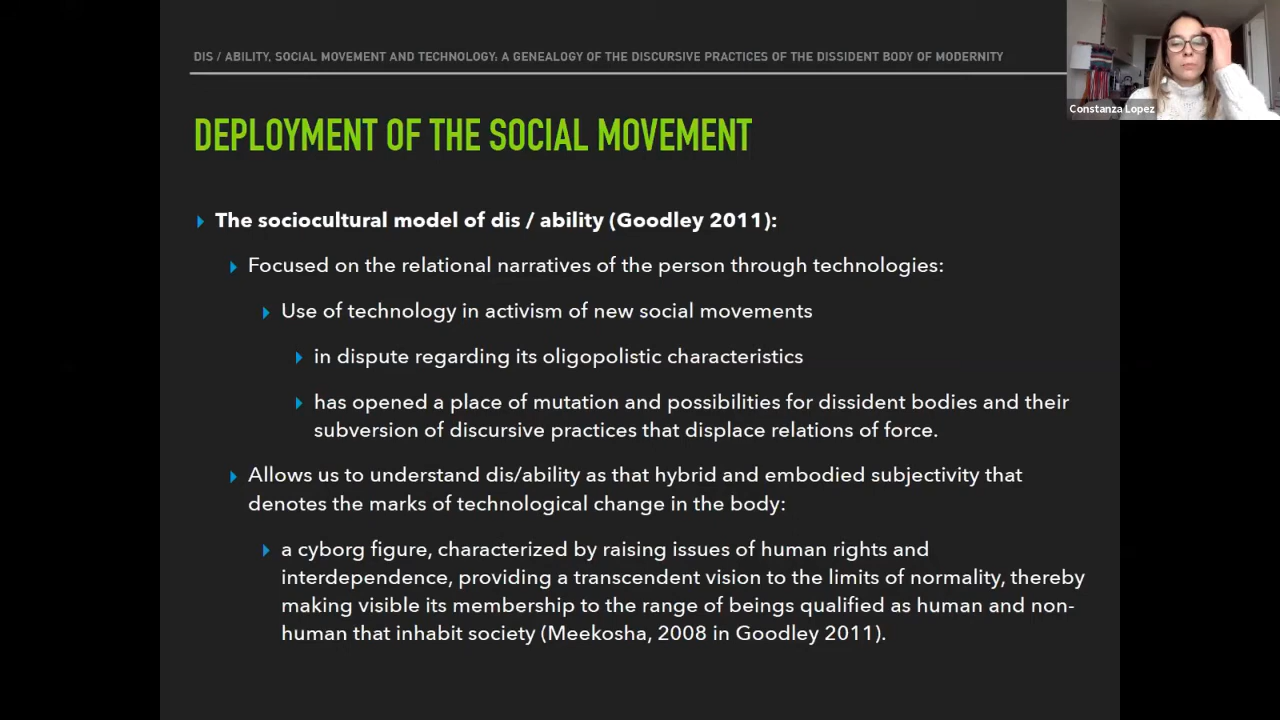 DIS / ABILITY, SOCIAL MOVEMENT AND TECHNOLOGY: A GENEALOGY OF THE DISCURSIVE PRACTICES OF THE DISSIDENT BODY OF MODERNITY
Constanza Lopez
DEPLOYMENT OF THE SOCIAL MOVEMENT
The sociocultural model of dis / ability (Goodley 2011):
Focused on the relational narratives of the person through technologies:
Use of technology in activism of new social movements
in dispute regarding its oligopolistic characteristics
has opened a place of mutation and possibilities for dissident bodies and their
subversion of discursive practices that displace relations of force.
Allows us to understand dis/ability as that hybrid and embodied subjectivity that
denotes the marks of technological change in the body:
a cyborg figure, characterized by raising issues of human rights and
interdependence, providing a transcendent vision to the limits of normality, thereby
making visible its membership to the range of beings qualified as human and non-
human that inhabit society (Meekosha, 2008 in Goodley 2011).